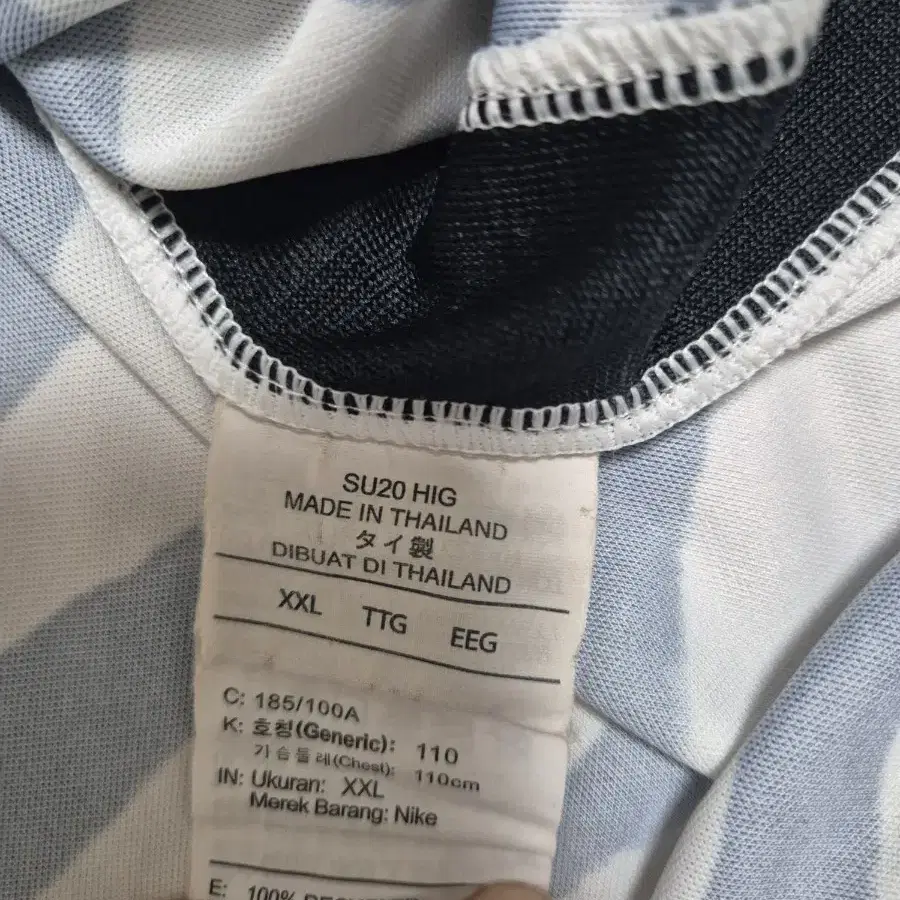 SU20 HIG
MADE IN THAILAND
タイ製
DIBUAT DI THAILAND
XXL TTG EEG
C: 185/100A
K: 호칭(Generic): 110
가슴둘레(Chest): 110cm
IN: Ukuran: XXL
Merek Barang: Nike
E: 100%